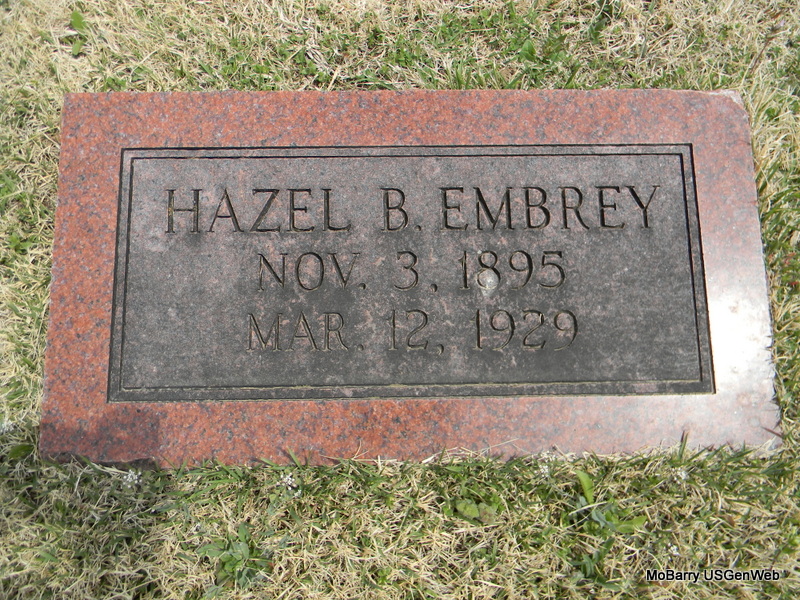 HAZEL B. EMBREY
NOV. 3, 1895
MAR. 12, 1929
MoBarry USGenWeb